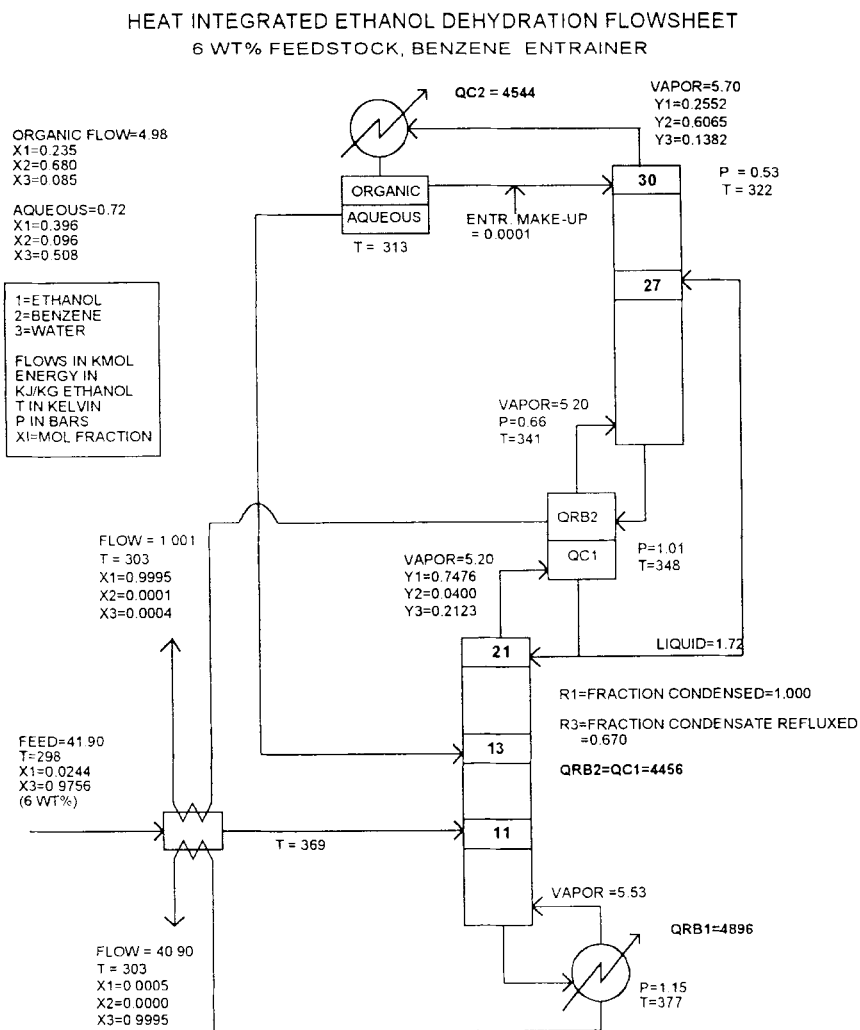 HEAT INTEGRATED ETHANOL DEHYDRATION FLOWSHEET
6 WT% FEEDSTOCK, BENZENE ENTRAINER
QC2 = 4544
VAPOR=5.70
Y1=0.2552
Y2=0.6065
Y3=0.1382
ORGANIC FLOW=4.98
X1=0.235
X2=0.680
X3=0.085
AQUEOUS=0.72
X1=0.396
X2=0.096
X3=0.508
ORGANIC
AQUEOUS
T = 313
ENTR. MAKE-UP
= 0.0001
30
P = 0.53
T = 322
27
1=ETHANOL
2=BENZENE
3=WATER
FLOWS IN KMOL
ENERGY IN
KJ/KG ETHANOL
T IN KELVIN
P IN BARS
XI=MOL FRACTION
VAPOR=5.20
P=0.66
T=341
QRB2
QC1
P=1.01
T=348
FLOW = 1.001
T = 303
X1=0.9995
X2=0.0001
X3=0.0004
VAPOR=5.20
Y1=0.7476
Y2=0.0400
Y3=0.2123
21
LIQUID=1.72
R1=FRACTION CONDENSED=1.000
R3=FRACTION CONDENSATE REFLUXED
=0.670
QRB2=QC1=4456
13
FEED=41.90
T=298
X1=0.0244
X3=0.9756
(6 WT%)
T = 369
11
VAPOR =5.53
QRB1=4896
P=1.15
T=377
FLOW = 40.90
T = 303
X1=0.0005
X2=0.0000
X3=0.9995